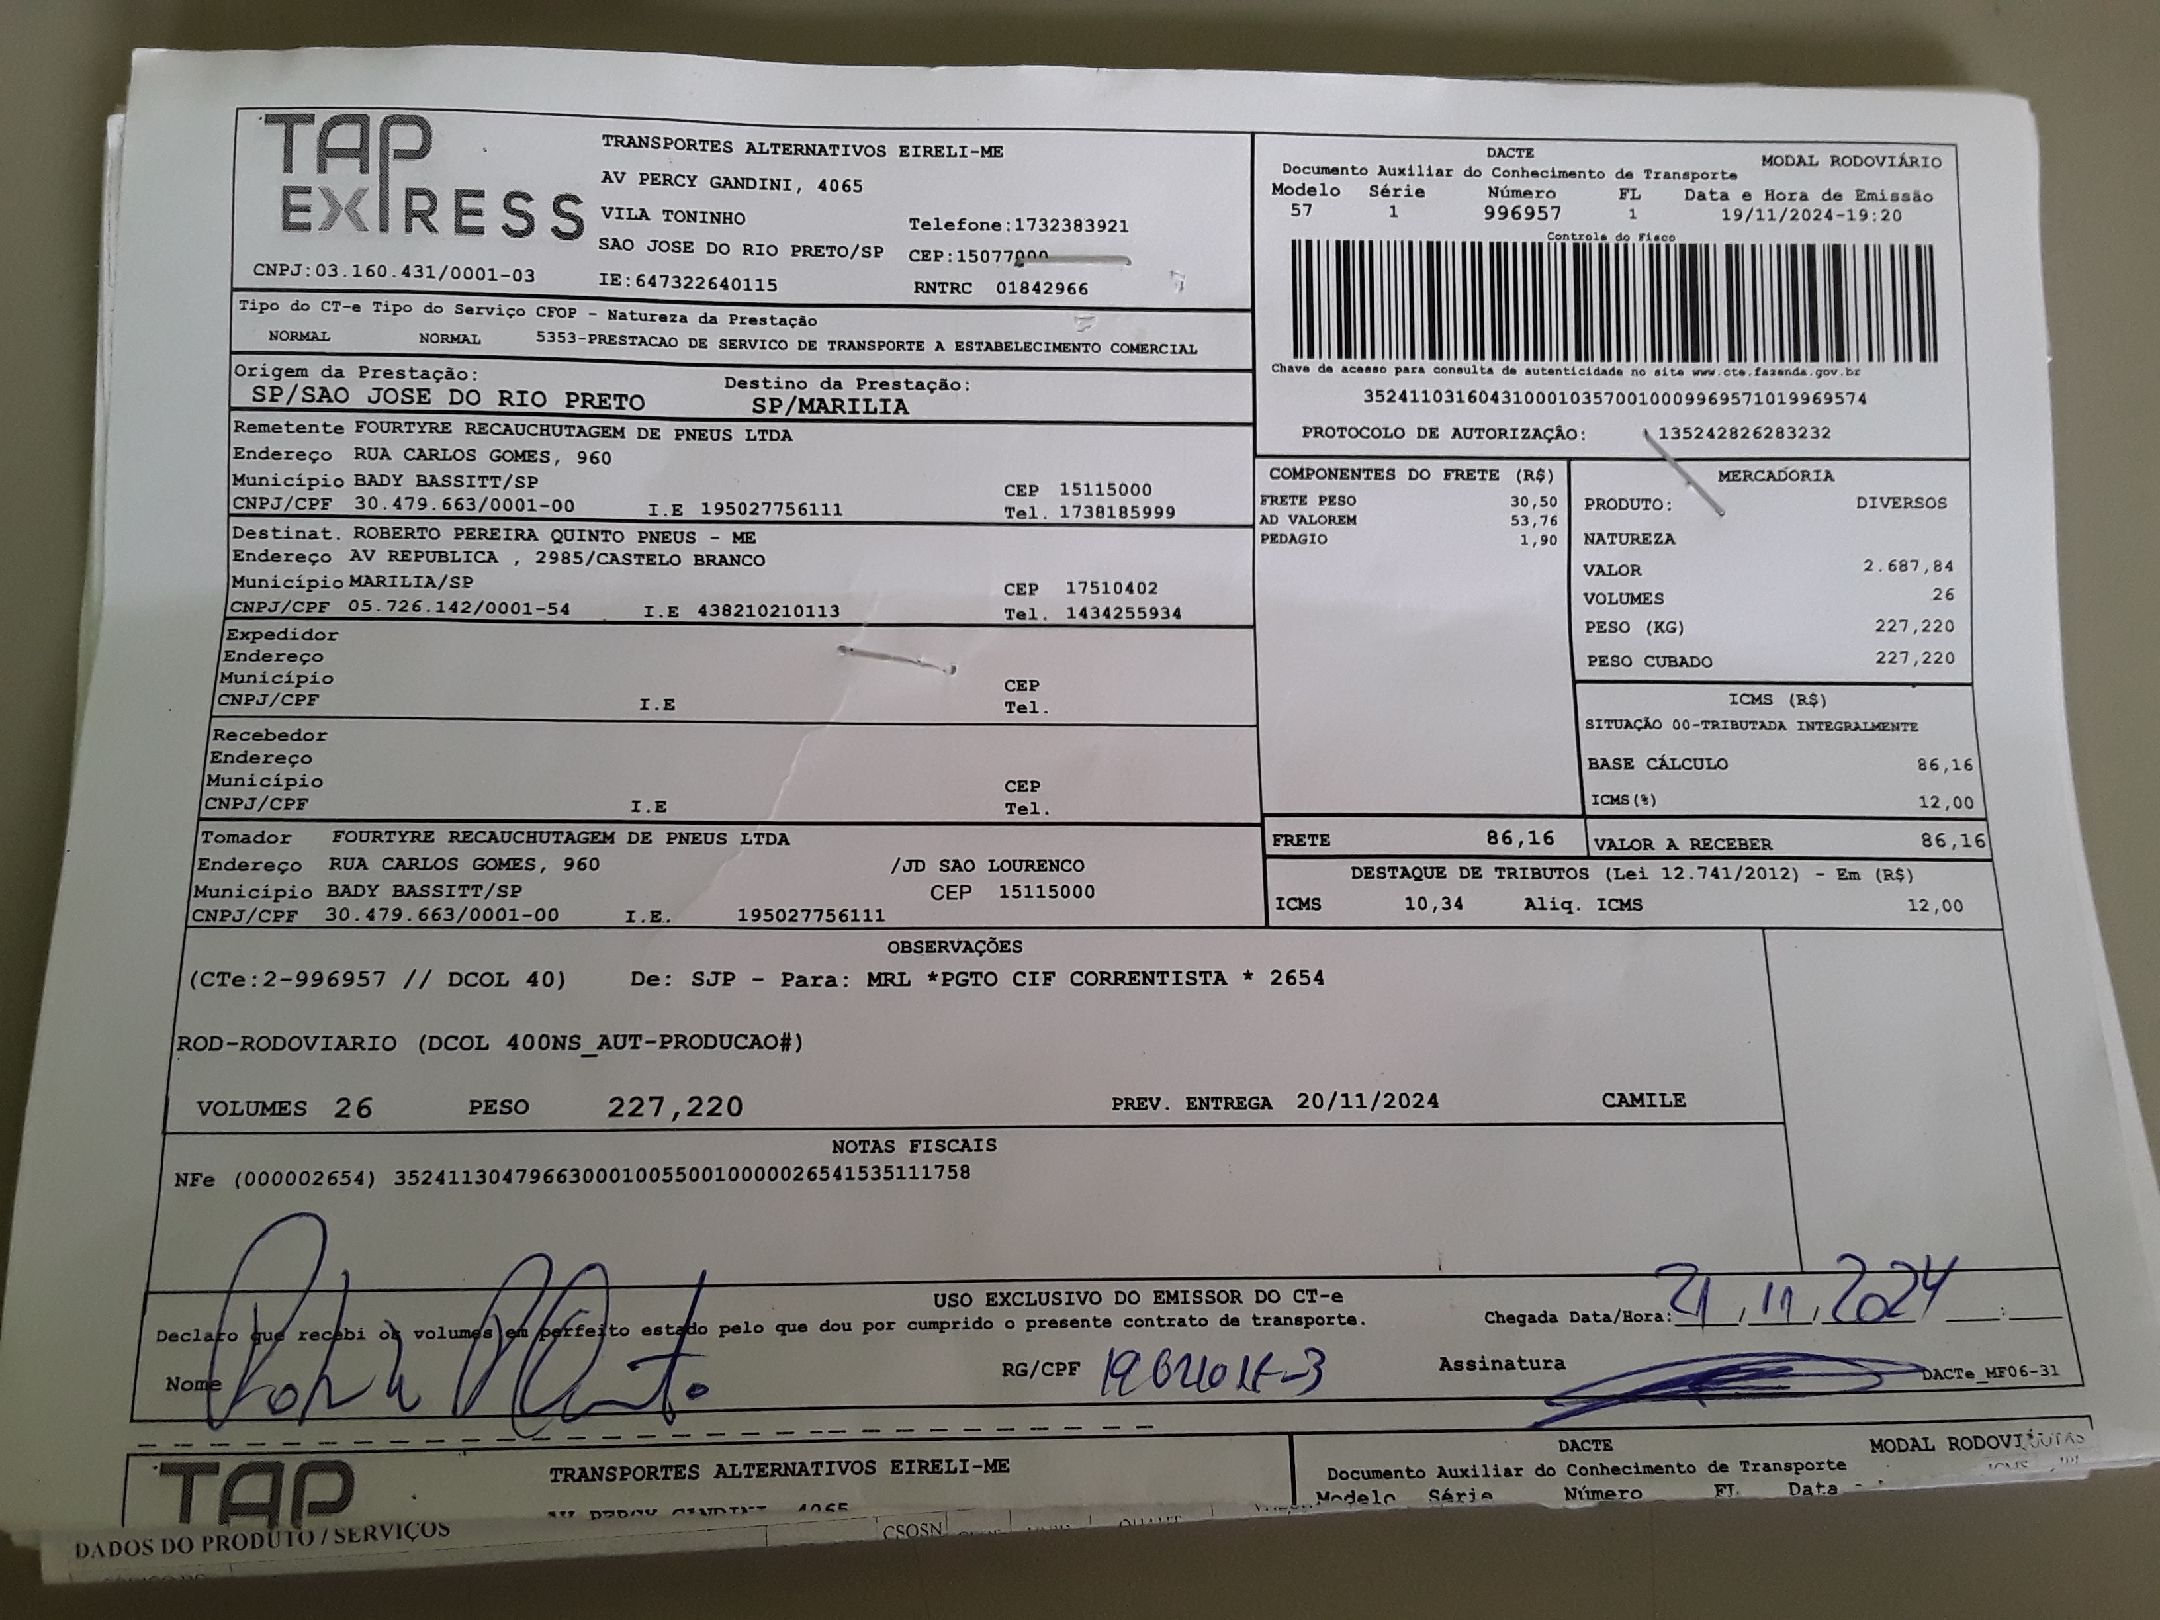 TAP EXPRESS
TRANSPORTES ALTERNATIVOS EIRELI-ME
AV PERCY GANDINI, 4065
VILA TONINHO Telefone:1732383921
SAO JOSE DO RIO PRETO/SP CEP:15077000
CNPJ:03.160.431/0001-03 IE:647322640115 RNTRC 01842966
DACTE MODAL RODOVIÁRIO
Documento Auxiliar do Conhecimento de Transporte
Modelo Série Número FL Data e Hora de Emissão
57 1 996957 1 19/11/2024-19:20
Controle do Fisco
Chave de acesso para consulta de autenticidade no site www.cte.fazenda.gov.br
35241103160431000103570010009969571019969574
PROTOCOLO DE AUTORIZAÇÃO: 135242826283232
Tipo do CT-e Tipo do Serviço CFOP - Natureza da Prestação
NORMAL NORMAL 5353-PRESTACAO DE SERVICO DE TRANSPORTE A ESTABELECIMENTO COMERCIAL
Origem da Prestação: Destino da Prestação:
SP/SAO JOSE DO RIO PRETO SP/MARILIA
Remetente FOURTYRE RECAUCHUTAGEM DE PNEUS LTDA
Endereço RUA CARLOS GOMES, 960
Município BADY BASSITT/SP CEP 15115000
CNPJ/CPF 30.479.663/0001-00 I.E 195027756111 Tel. 1738185999
Destinat. ROBERTO PEREIRA QUINTO PNEUS - ME
Endereço AV REPUBLICA , 2985/CASTELO BRANCO
Município MARILIA/SP CEP 17510402
CNPJ/CPF 05.726.142/0001-54 I.E 438210210113 Tel. 1434255934
Expedidor
Endereço
Município CEP
CNPJ/CPF I.E Tel.
Recebedor
Endereço
Município CEP
CNPJ/CPF I.E Tel.
Tomador FOURTYRE RECAUCHUTAGEM DE PNEUS LTDA
Endereço RUA CARLOS GOMES, 960 /JD SAO LOURENCO
Município BADY BASSITT/SP CEP 15115000
CNPJ/CPF 30.479.663/0001-00 I.E. 195027756111
COMPONENTES DO FRETE (R$)
FRETE PESO 30,50
AD VALOREM 53,76
PEDAGIO 1,90
MERCADORIA
PRODUTO: DIVERSOS
NATUREZA
VALOR 2.687,84
VOLUMES 26
PESO (KG) 227,220
PESO CUBADO 227,220
ICMS (R$)
SITUAÇÃO 00-TRIBUTADA INTEGRALMENTE
BASE CÁLCULO 86,16
ICMS(%) 12,00
FRETE 86,16 VALOR A RECEBER 86,16
DESTAQUE DE TRIBUTOS (Lei 12.741/2012) - Em (R$)
ICMS 10,34 Aliq. ICMS 12,00
OBSERVAÇÕES
(CTe:2-996957 // DCOL 40) De: SJP - Para: MRL *PGTO CIF CORRENTISTA * 2654
ROD-RODOVIARIO (DCOL 400NS_AUT-PRODUCAO#)
VOLUMES 26 PESO 227,220 PREV. ENTREGA 20/11/2024 CAMILE
NOTAS FISCAIS
NFe (000002654) 35241130479663000100550010000026541535111758
USO EXCLUSIVO DO EMISSOR DO CT-e
Declaro que recebi os volumes em perfeito estado pelo que dou por cumprido o presente contrato de transporte. Chegada Data/Hora: 21/11/2024 :
Nome RG/CPF Assinatura DACTe_MF06-31
TAP
TRANSPORTES ALTERNATIVOS EIRELI-ME
AV PERCY GANDINI 4065
DACTE MODAL
Documento Auxiliar do Conhecimento de Transporte
Modelo Série Número FL Data
DADOS DO PRODUTO / SERVIÇOS
CSOSN